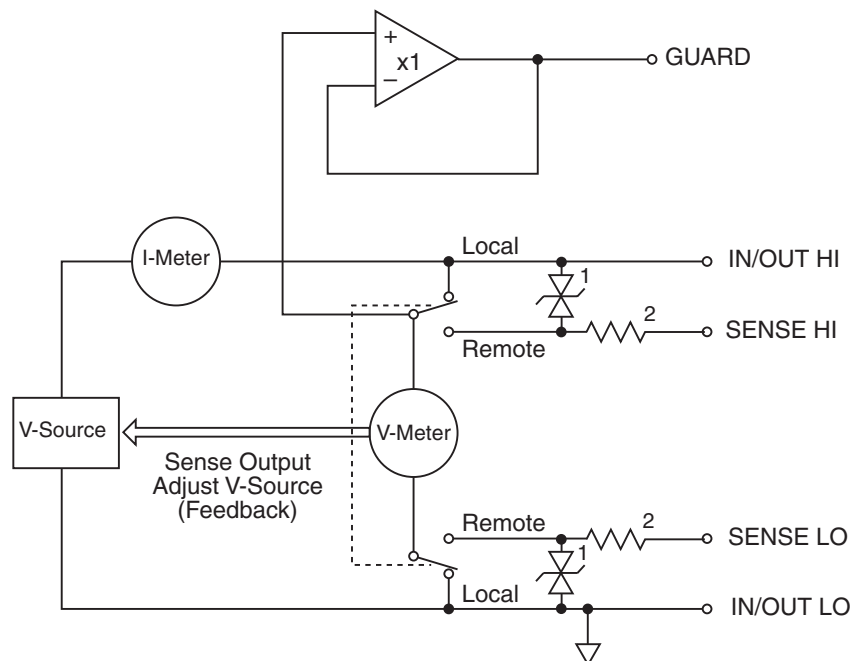 +
x1
−
GUARD
I-Meter
Local
1
IN/OUT HI
2
Remote
SENSE HI
V-Source
V-Meter
Sense Output
Adjust V-Source
(Feedback)
Remote
2
SENSE LO
1
Local
IN/OUT LO